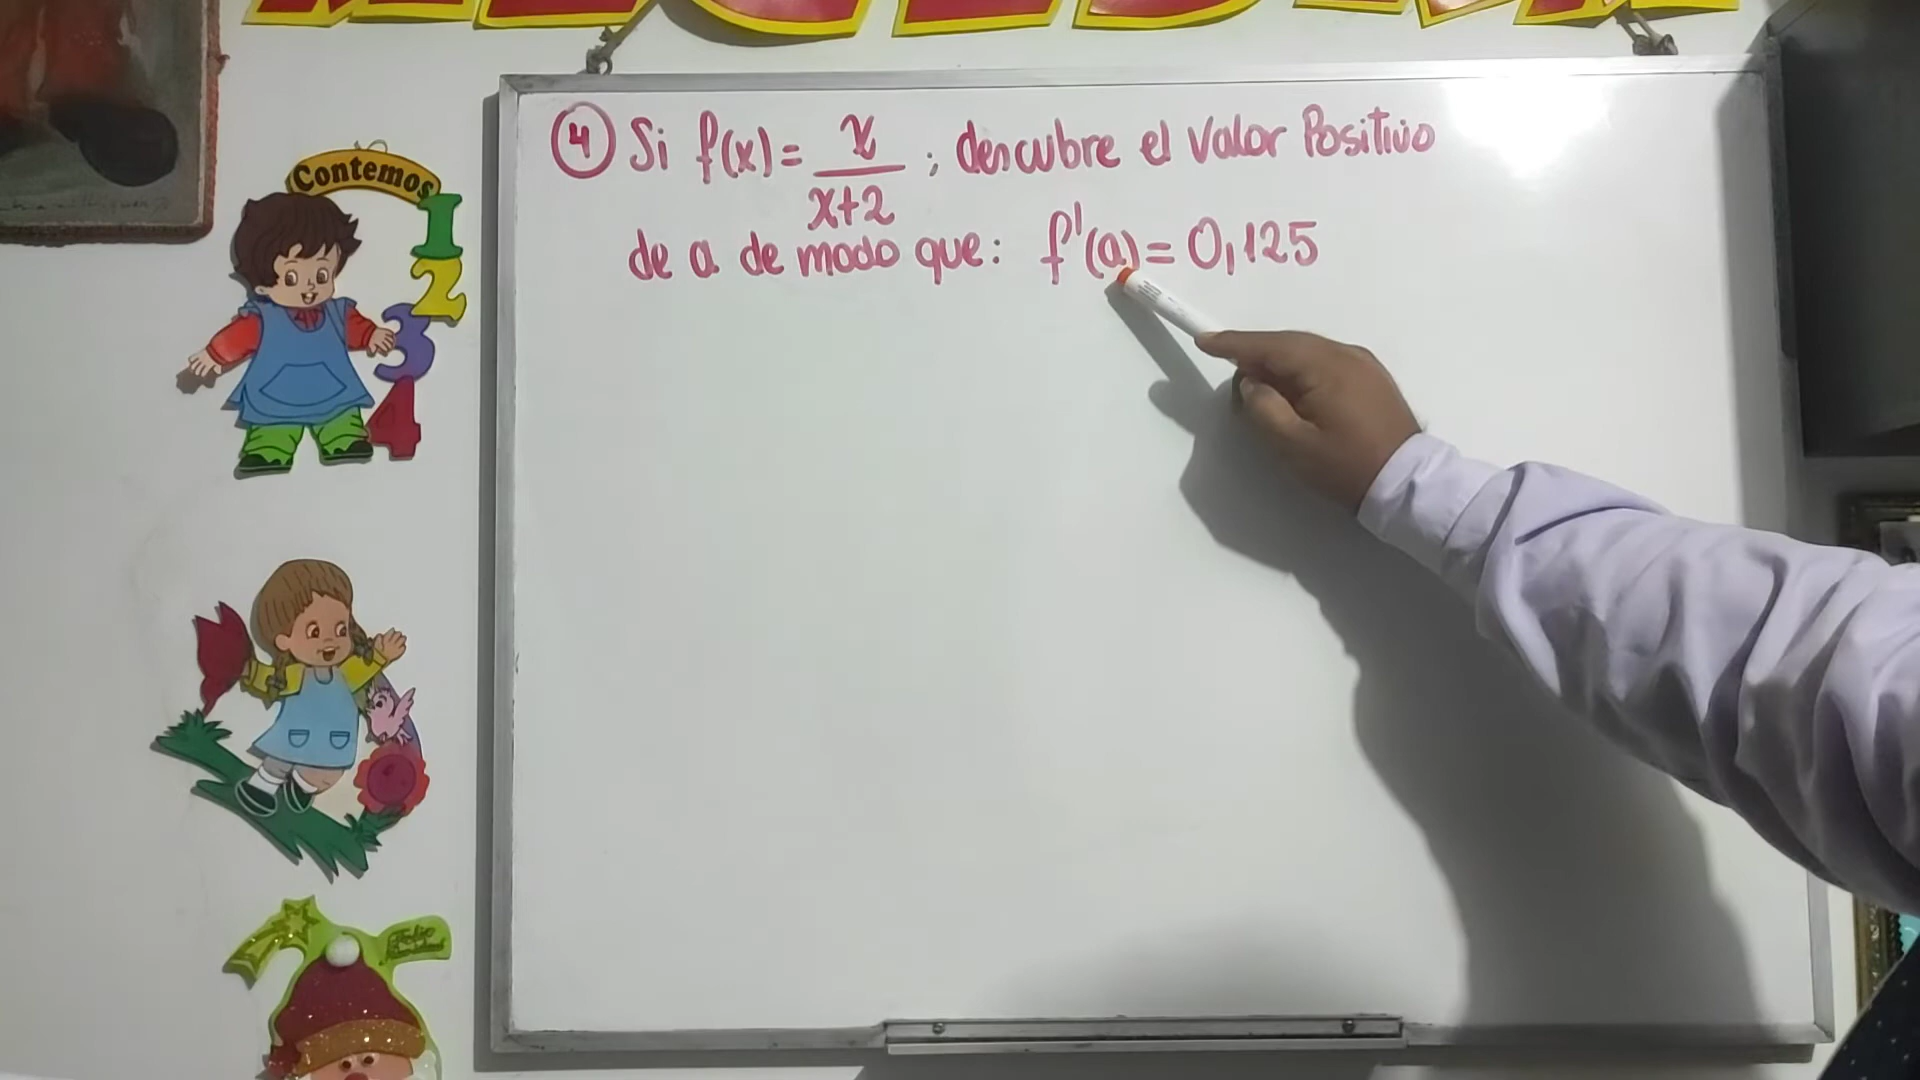 Contemos
1
2
3
4
④ Si f(x) = x/(x+2) ; descubre el valor Positivo
de a de modo que: f'(a) = 0,125